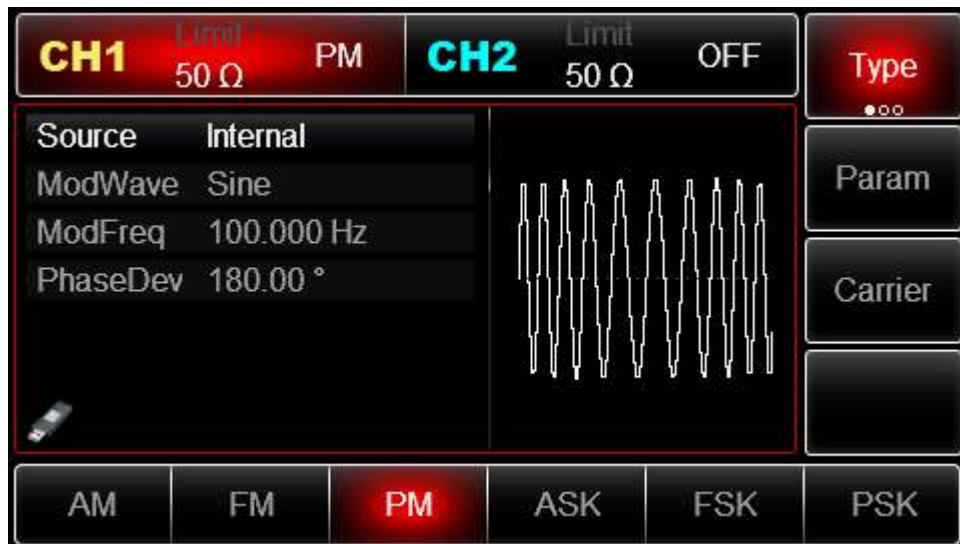 CH1 Limit 50 Ω PM CH2 Limit 50 Ω OFF Type
Source Internal
ModWave Sine
ModFreq 100.000 Hz
PhaseDev 180.00 °
Param
Carrier
AM FM PM ASK FSK PSK